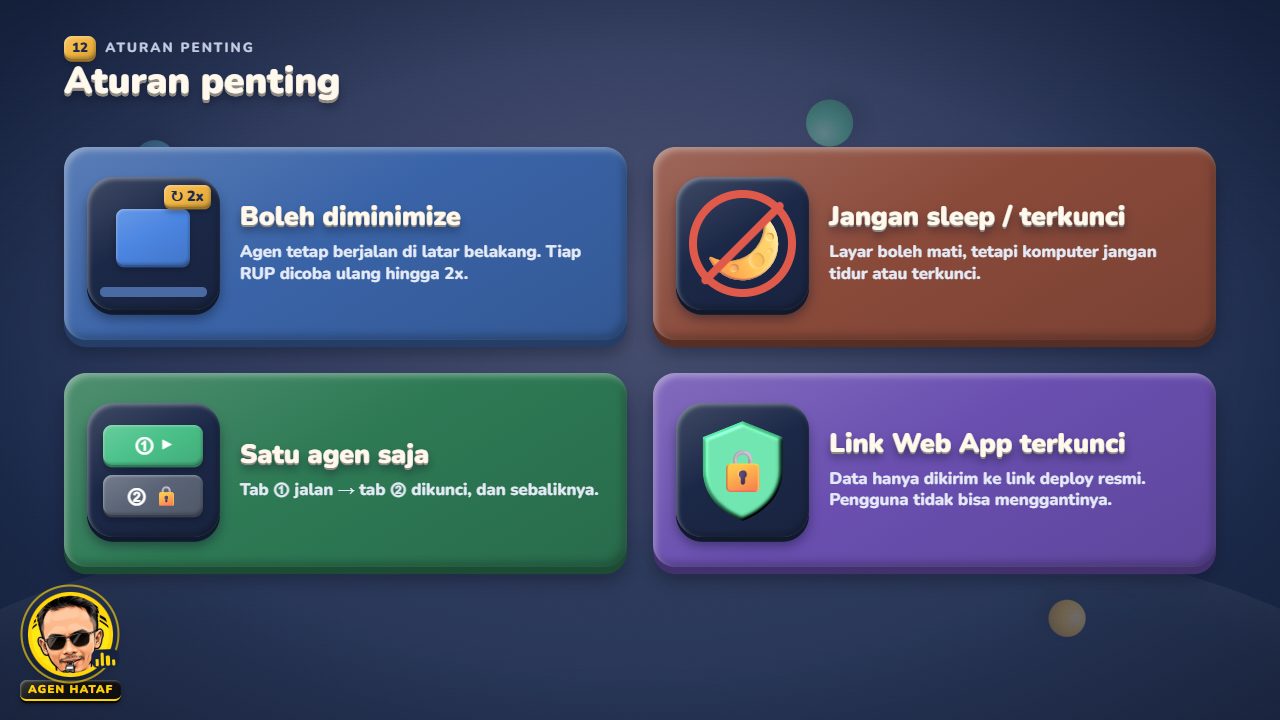 12 ATURAN PENTING
Aturan penting
↻ 2x
Boleh diminimize
Agen tetap berjalan di latar belakang. Tiap
RUP dicoba ulang hingga 2x.
Jangan sleep / terkunci
Layar boleh mati, tetapi komputer jangan
tidur atau terkunci.
① ▶
② 🔒
Satu agen saja
Tab ① jalan → tab ② dikunci, dan sebaliknya.
Link Web App terkunci
Data hanya dikirim ke link deploy resmi.
Pengguna tidak bisa menggantinya.
AGEN HATAF